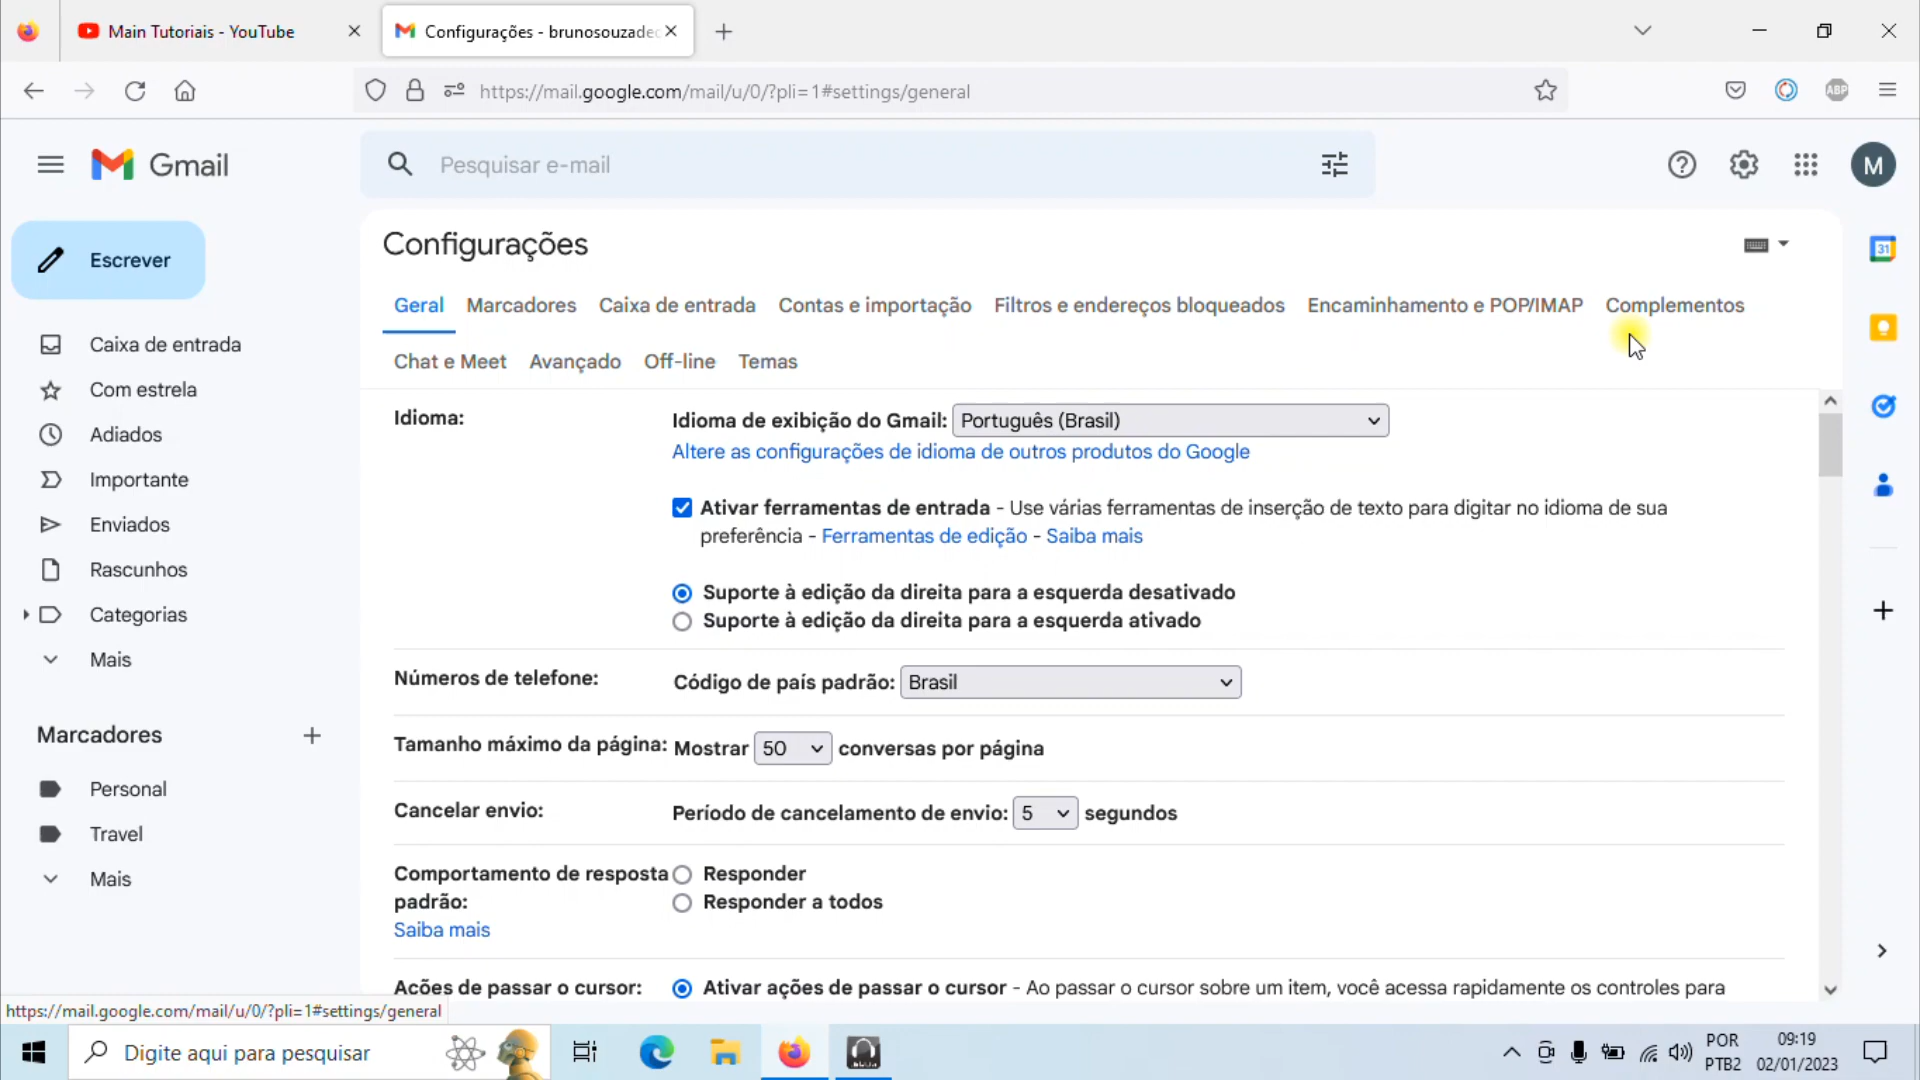 Main Tutoriais - YouTube
Configurações - brunosouzadec
https://mail.google.com/mail/u/0/?pli=1#settings/general
ABP
Gmail
Pesquisar e-mail
M
Escrever
Configurações
31
Geral Marcadores Caixa de entrada Contas e importação Filtros e endereços bloqueados Encaminhamento e POP/IMAP Complementos
Chat e Meet Avançado Off-line Temas
Caixa de entrada
Com estrela
Adiados
Importante
Enviados
Rascunhos
Categorias
Mais
Marcadores
Personal
Travel
Mais
Idioma:
Idioma de exibição do Gmail: Português (Brasil)
Altere as configurações de idioma de outros produtos do Google
Ativar ferramentas de entrada - Use várias ferramentas de inserção de texto para digitar no idioma de sua
preferência - Ferramentas de edição - Saiba mais
Suporte à edição da direita para a esquerda desativado
Suporte à edição da direita para a esquerda ativado
Números de telefone: Código de país padrão: Brasil
Tamanho máximo da página: Mostrar 50 conversas por página
Cancelar envio: Período de cancelamento de envio: 5 segundos
Comportamento de resposta
padrão:
Saiba mais
Responder
Responder a todos
Ações de passar o cursor: Ativar ações de passar o cursor - Ao passar o cursor sobre um item, você acessa rapidamente os controles para
https://mail.google.com/mail/u/0/?pli=1#settings/general
Digite aqui para pesquisar
POR
PTB2
09:19
02/01/2023